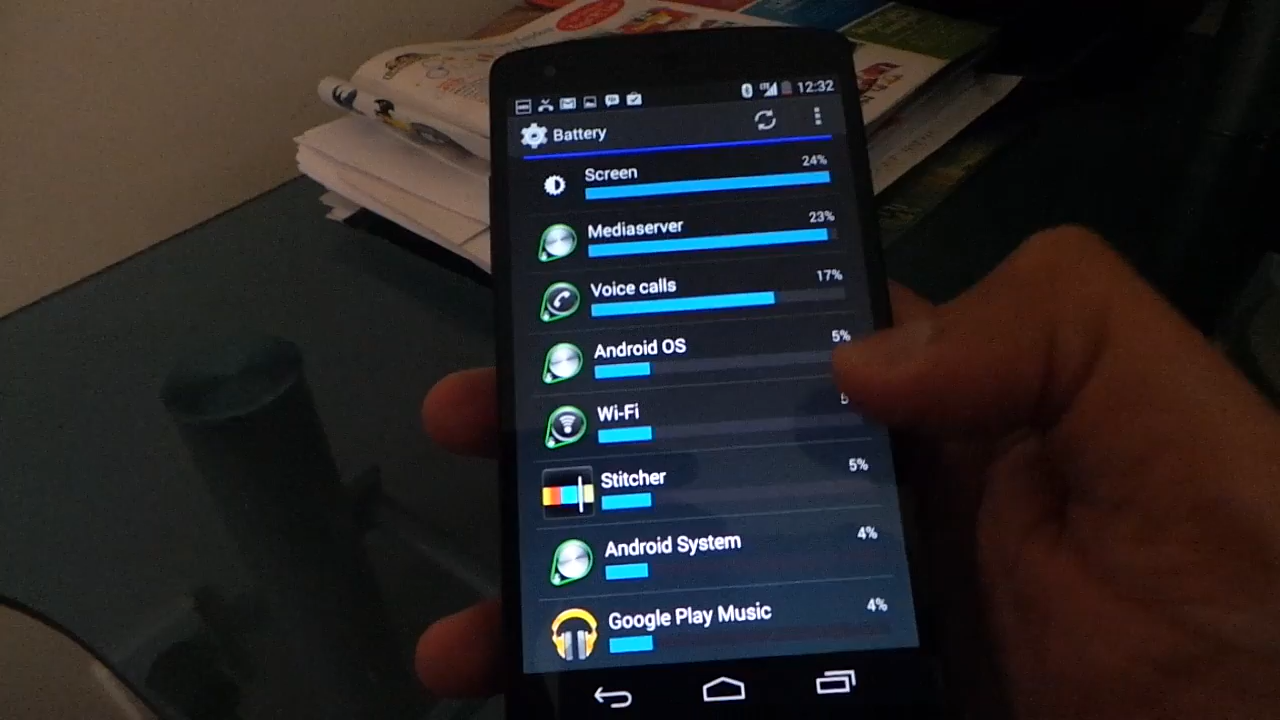 12:32
Battery
Screen 24%
Mediaserver 23%
Voice calls 17%
Android OS 5%
Wi-Fi
Stitcher 5%
Android System 4%
Google Play Music 4%